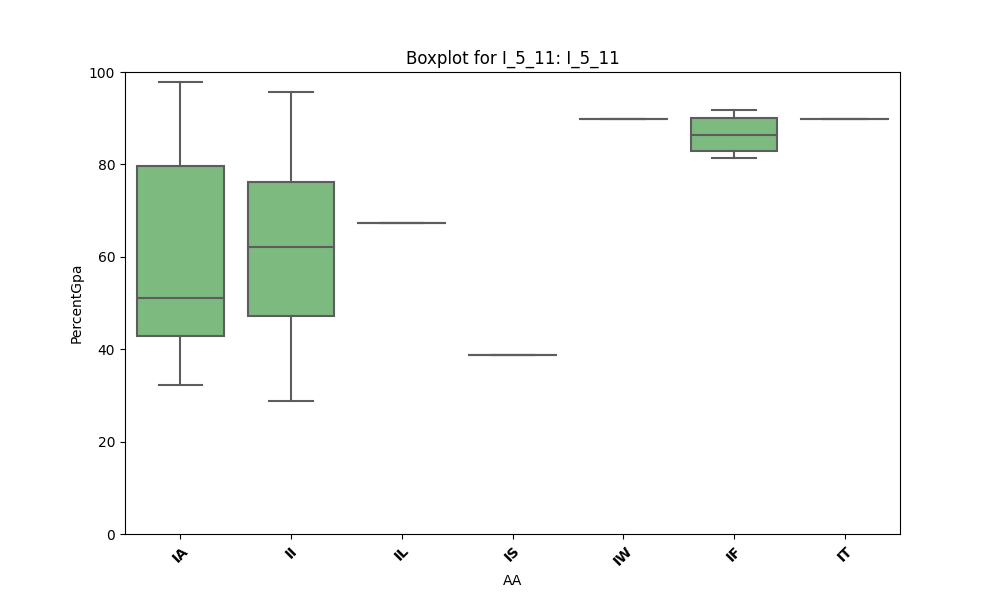 Boxplot for I_5_11: I_5_11
PercentGpa
100
80
60
40
20
0
IA
II
IL
IS
IW
IF
IT
AA